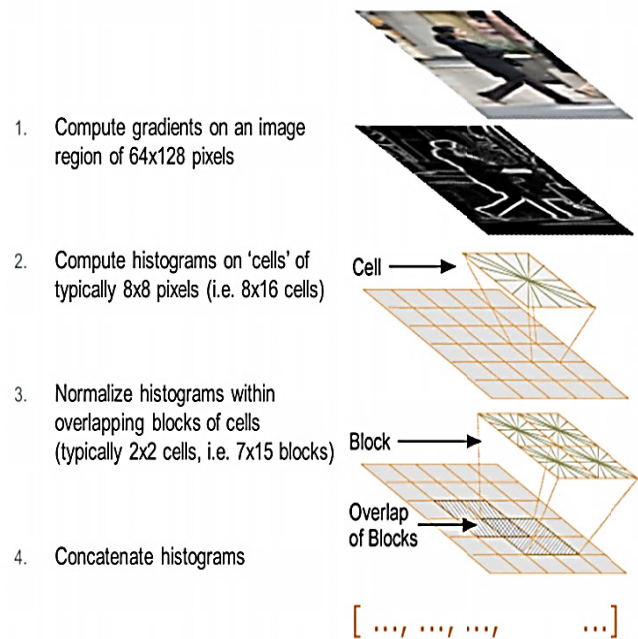 1. Compute gradients on an image
region of 64x128 pixels
2. Compute histograms on ‘cells’ of
typically 8x8 pixels (i.e. 8x16 cells)
Cell
3. Normalize histograms within
overlapping blocks of cells
(typically 2x2 cells, i.e. 7x15 blocks)
Block
Overlap
of Blocks
4. Concatenate histograms
[ ..., ..., ..., ...]